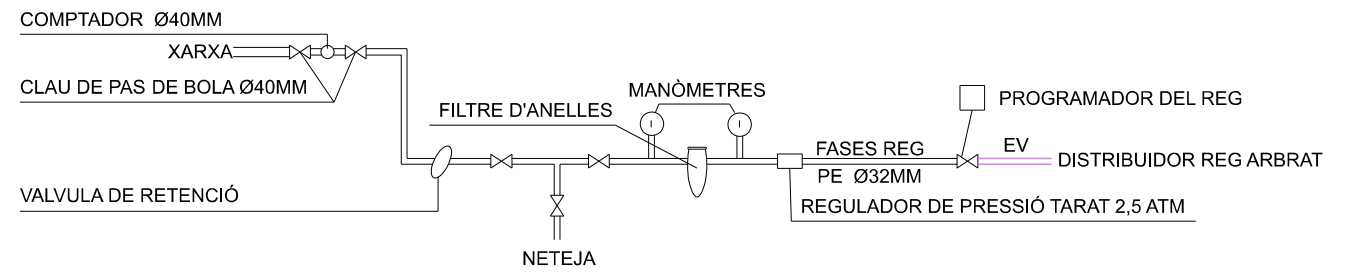 COMPTADOR Ø40MM
XARXA
CLAU DE PAS DE BOLA Ø40MM
MANÒMETRES
FILTRE D'ANELLES
PROGRAMADOR DEL REG
FASES REG
EV
DISTRIBUIDOR REG ARBRAT
PE Ø32MM
VALVULA DE RETENCIÓ
REGULADOR DE PRESSIÓ TARAT 2,5 ATM
NETEJA